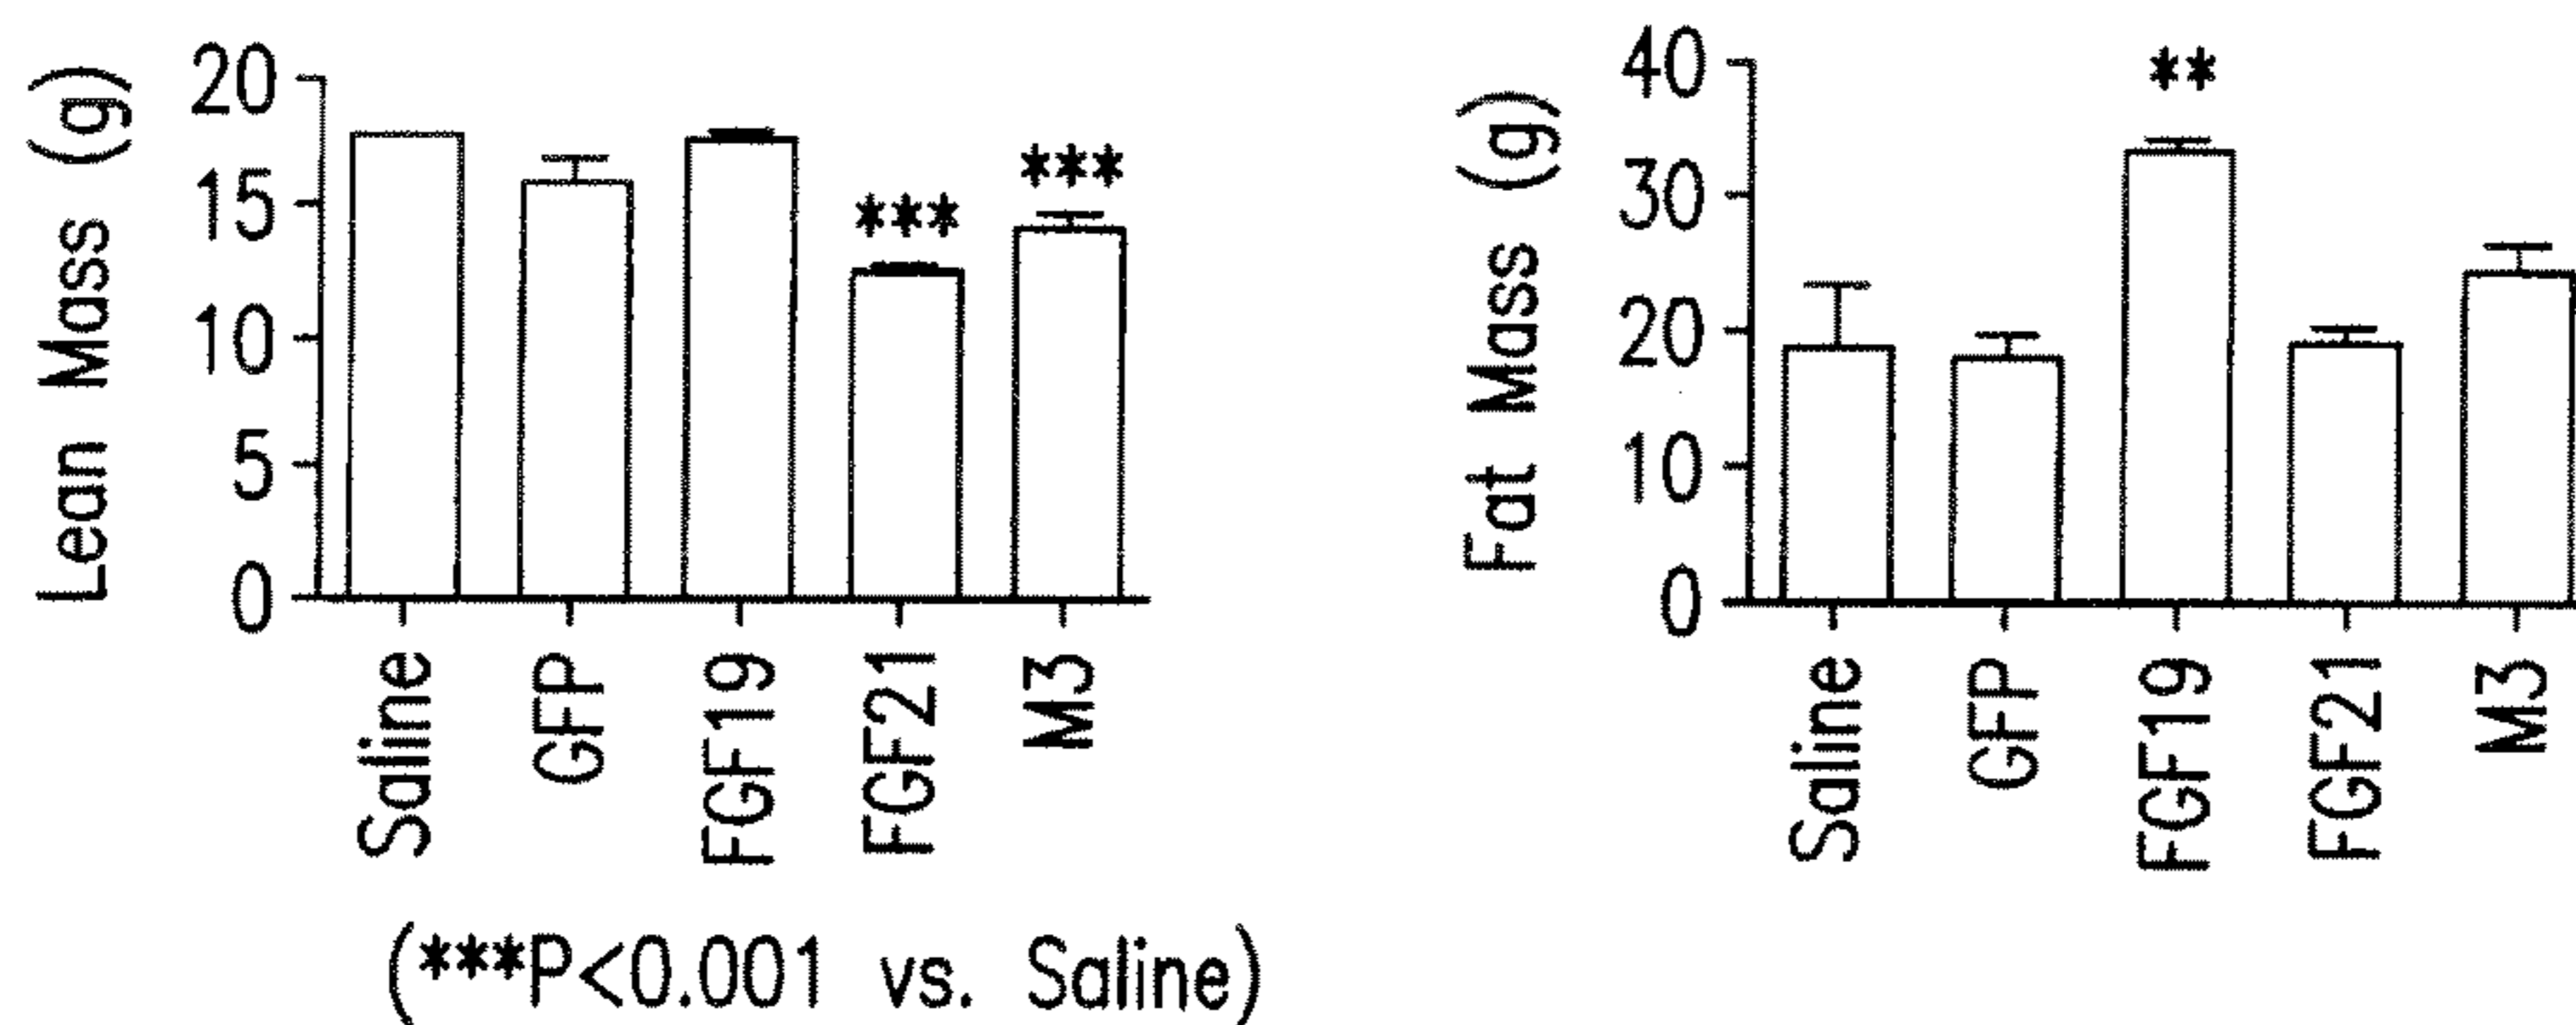 Lean Mass (g)
20
15
10
5
0
***
***
Saline
GFP
FGF19
FGF21
M3
(***P<0.001 vs. Saline)
Fat Mass (g)
40
30
20
10
0
**
Saline
GFP
FGF19
FGF21
M3